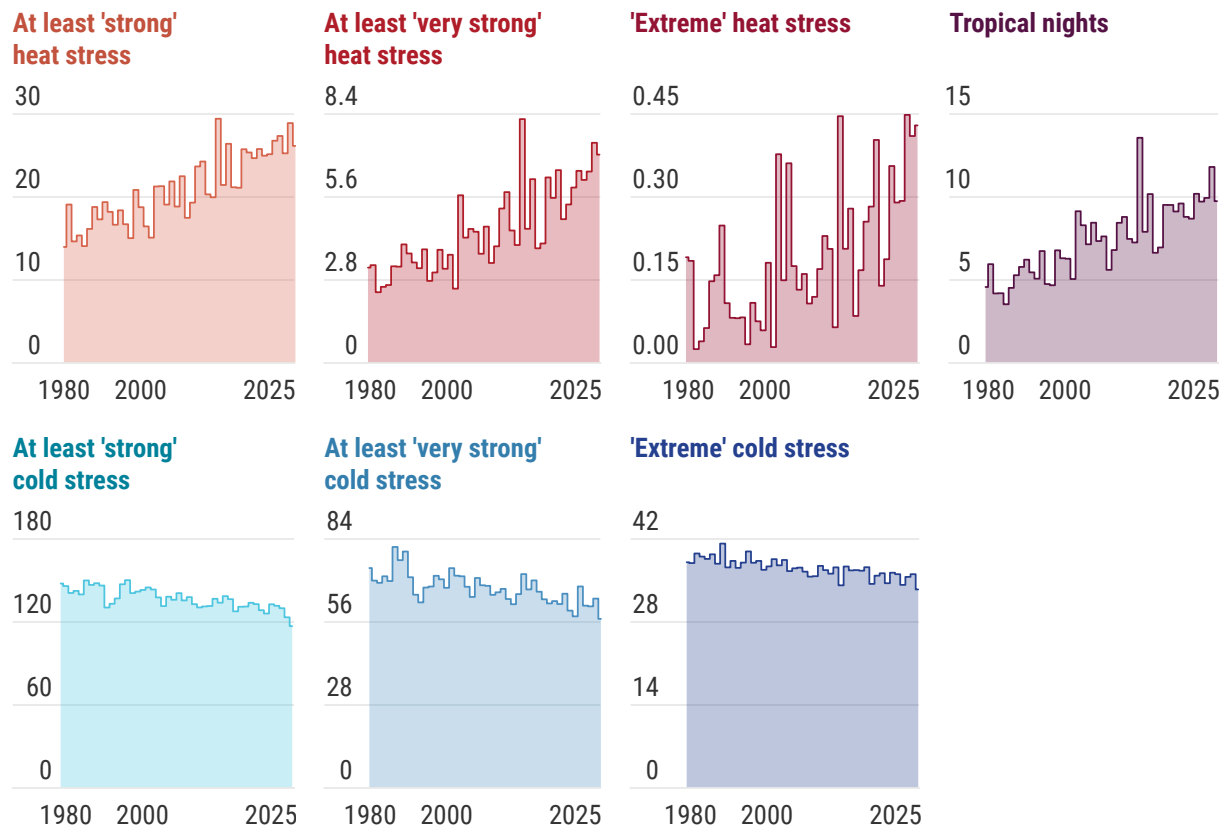 At least 'strong'
heat stress
30
20
10
0
1980 2000 2025
At least 'very strong'
heat stress
8.4
5.6
2.8
0
1980 2000 2025
'Extreme' heat stress
0.45
0.30
0.15
0.00
1980 2000 2025
Tropical nights
15
10
5
0
1980 2000 2025
At least 'strong'
cold stress
180
120
60
0
1980 2000 2025
At least 'very strong'
cold stress
84
56
28
0
1980 2000 2025
'Extreme' cold stress
42
28
14
0
1980 2000 2025